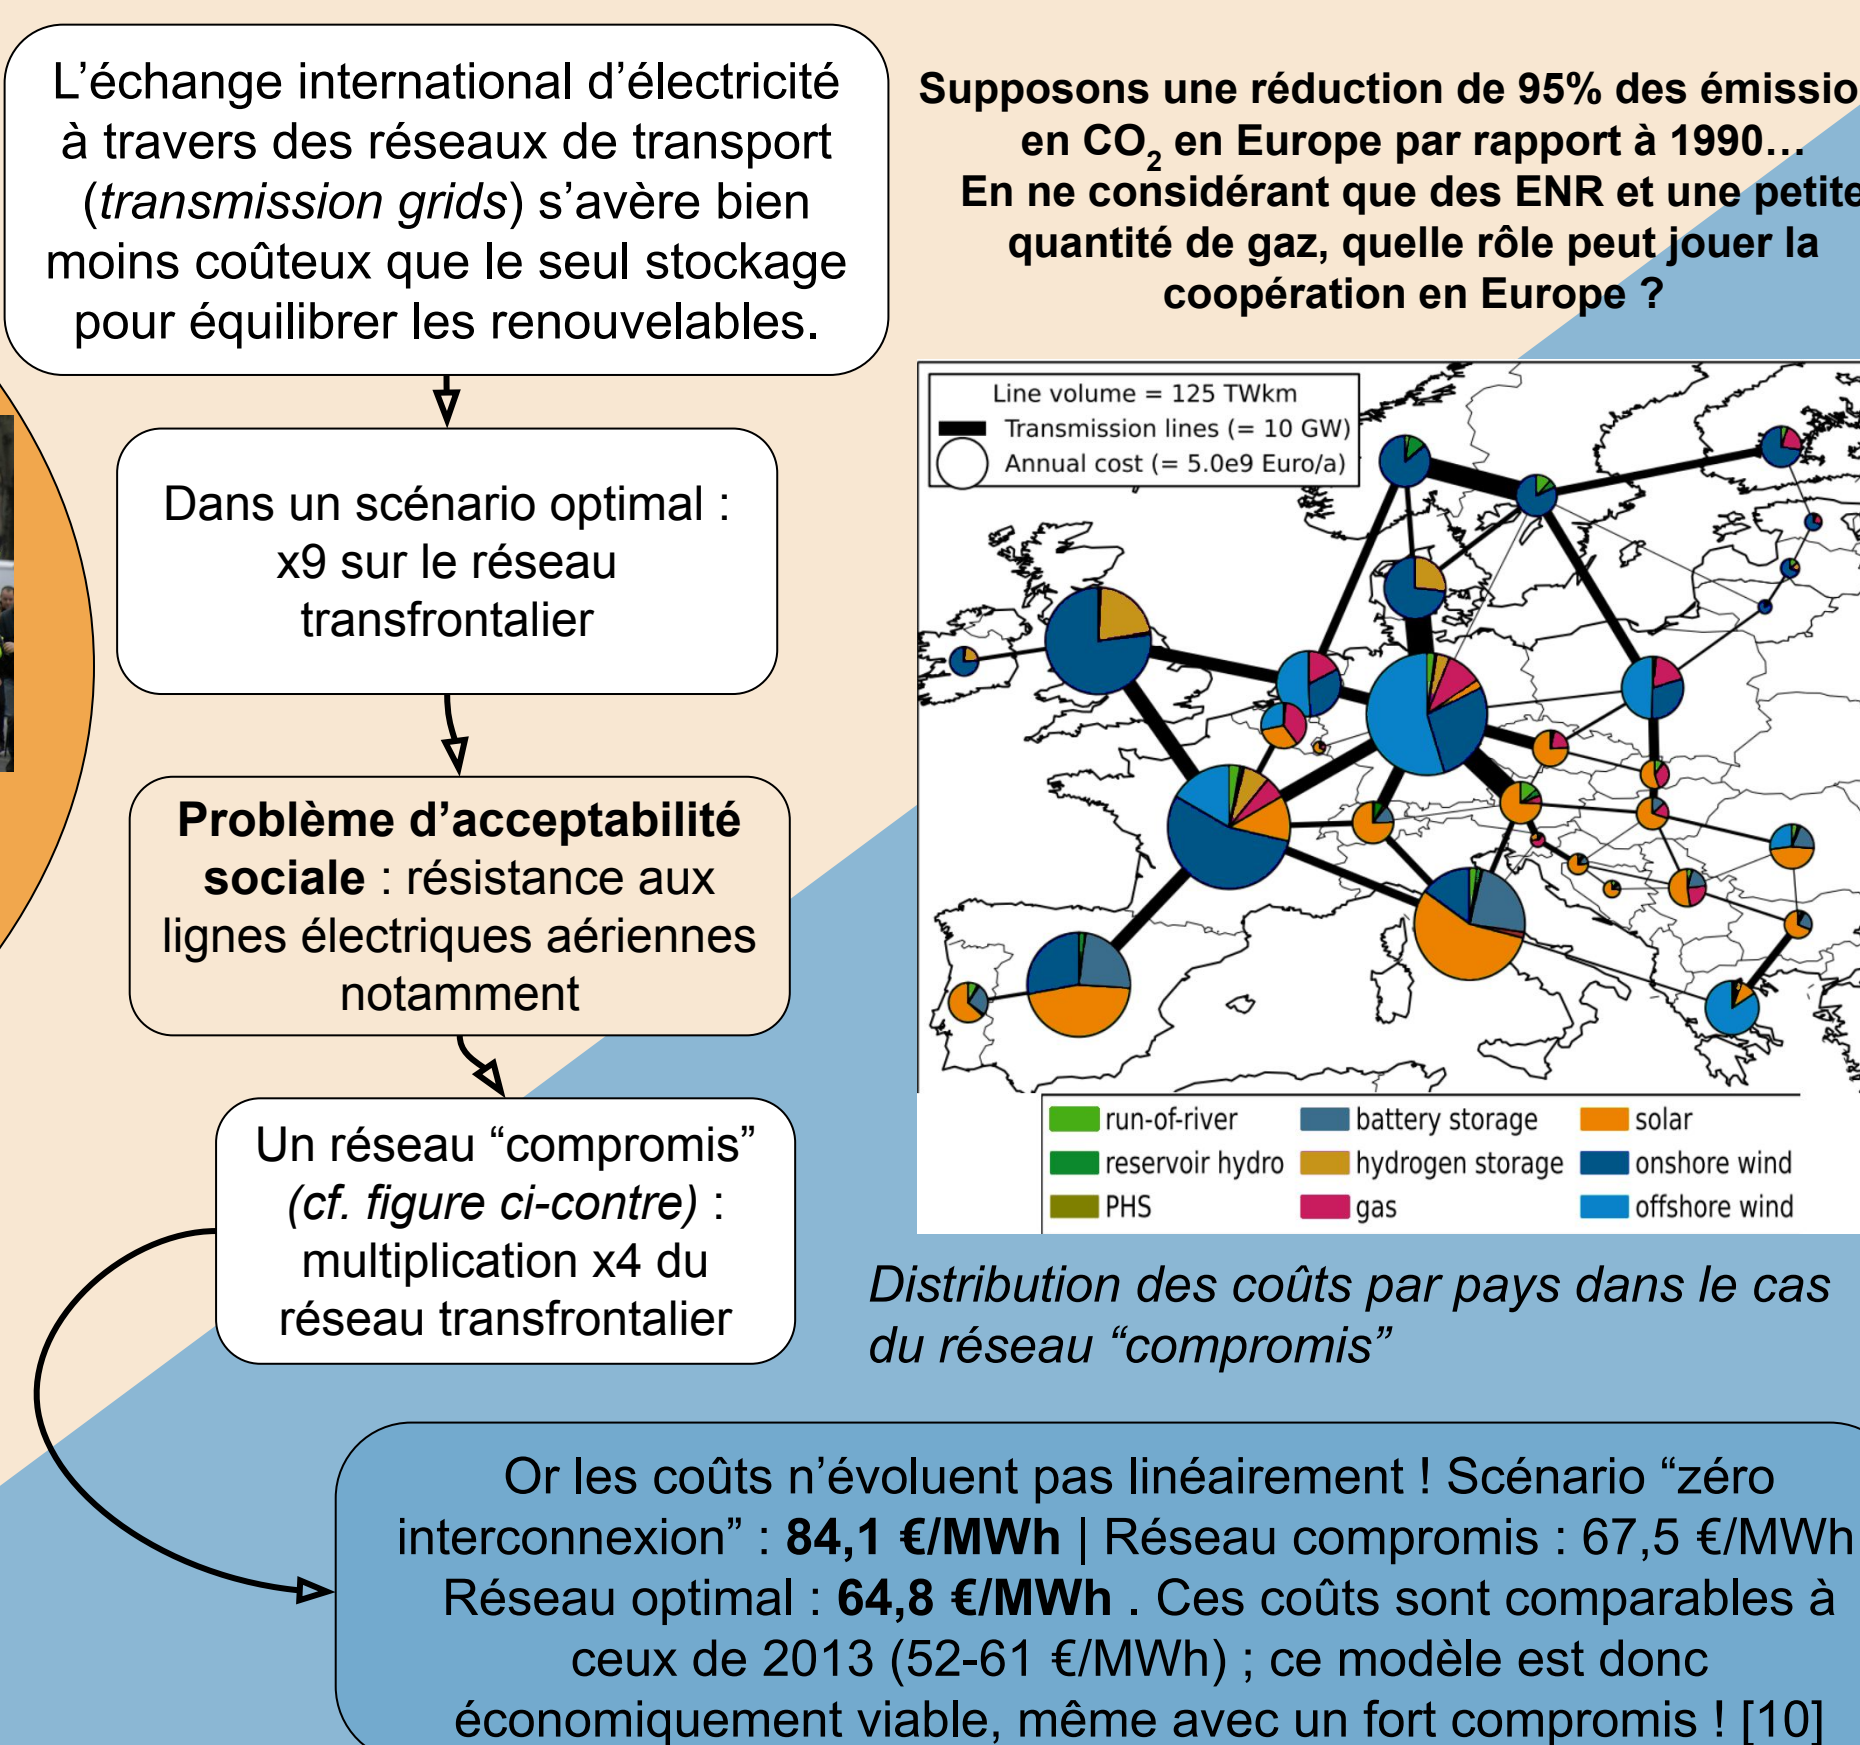 L’échange international d’électricité
à travers des réseaux de transport
(transmission grids) s’avère bien
moins coûteux que le seul stockage
pour équilibrer les renouvelables.
Dans un scénario optimal :
x9 sur le réseau
transfrontalier
Problème d’acceptabilité
sociale : résistance aux
lignes électriques aériennes
notamment
Un réseau “compromis”
(cf. figure ci-contre) :
multiplication x4 du
réseau transfrontalier
Supposons une réduction de 95% des émissio
en CO₂ en Europe par rapport à 1990…
En ne considérant que des ENR et une petite
quantité de gaz, quelle rôle peut jouer la
coopération en Europe ?
Line volume = 125 TWkm
Transmission lines (= 10 GW)
Annual cost (= 5.0e9 Euro/a)
run-of-river
reservoir hydro
PHS
battery storage
hydrogen storage
gas
solar
onshore wind
offshore wind
Distribution des coûts par pays dans le cas
du réseau “compromis”
Or les coûts n’évoluent pas linéairement ! Scénario “zéro
interconnexion” : 84,1 €/MWh | Réseau compromis : 67,5 €/MWh
Réseau optimal : 64,8 €/MWh . Ces coûts sont comparables à
ceux de 2013 (52-61 €/MWh) ; ce modèle est donc
économiquement viable, même avec un fort compromis ! [10]